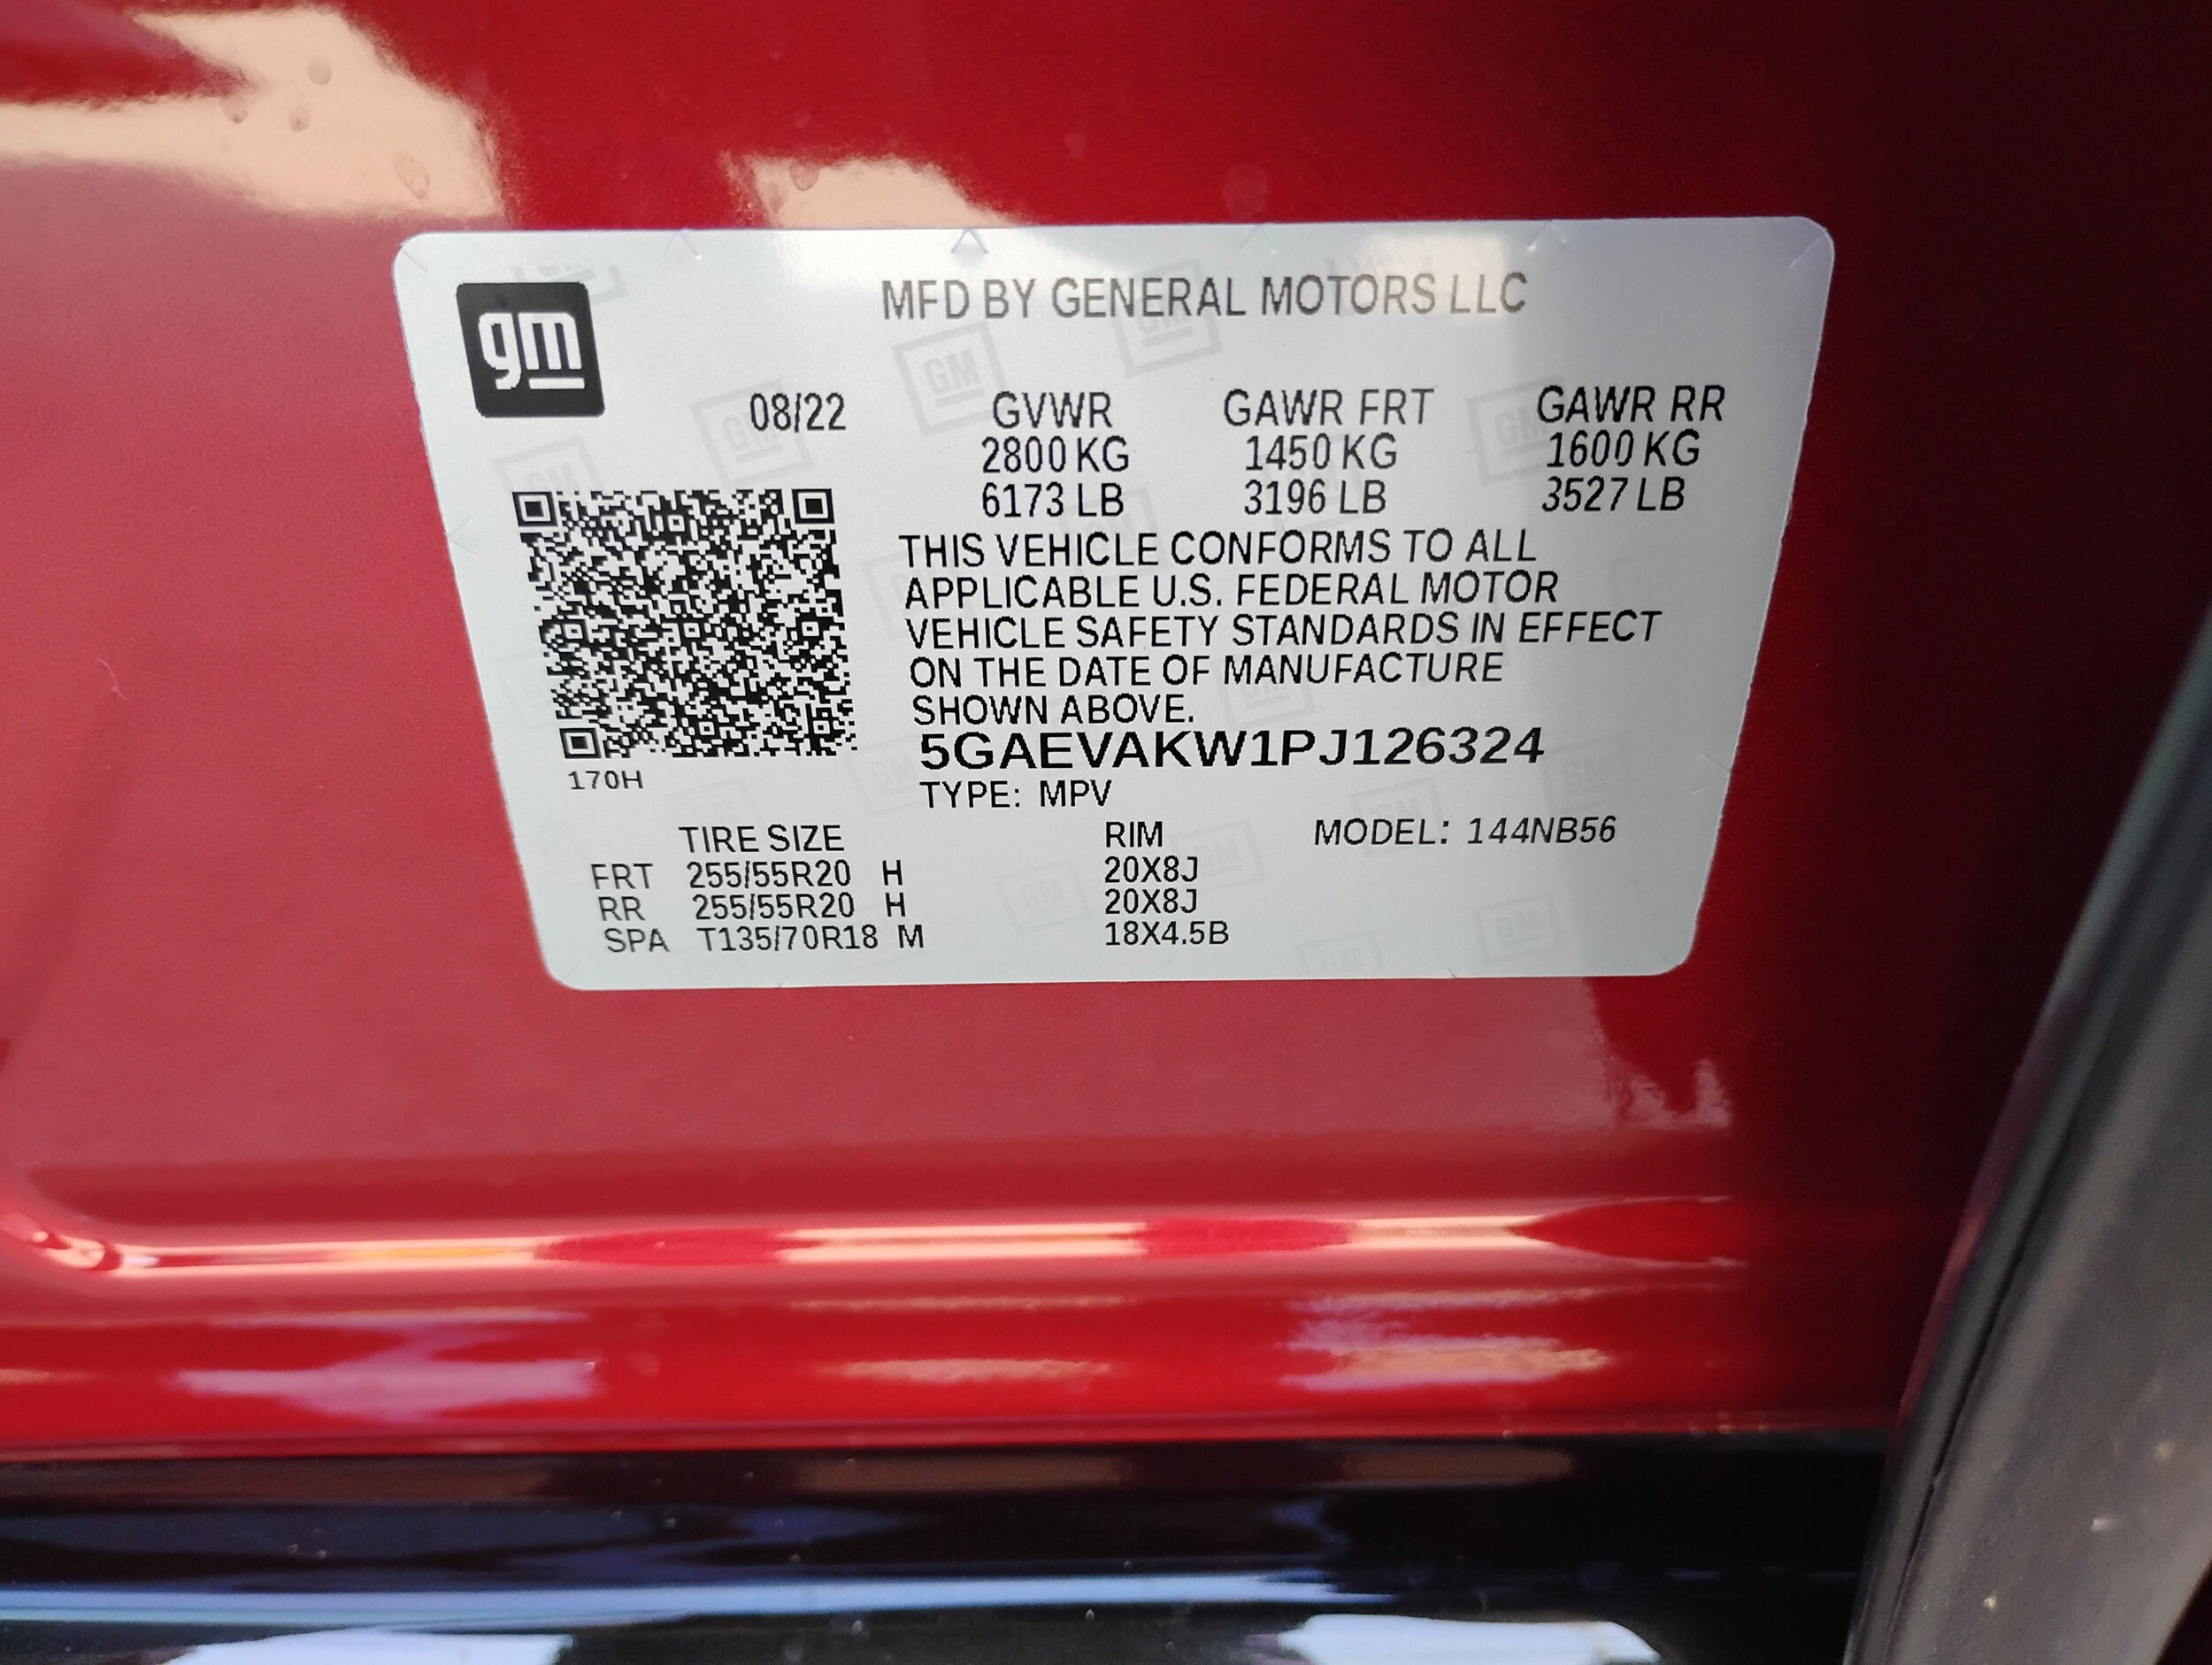 gm
MFD BY GENERAL MOTORS LLC
08/22 GVWR GAWR FRT GAWR RR
2800 KG 1450 KG 1600 KG
6173 LB 3196 LB 3527 LB
THIS VEHICLE CONFORMS TO ALL
APPLICABLE U.S. FEDERAL MOTOR
VEHICLE SAFETY STANDARDS IN EFFECT
ON THE DATE OF MANUFACTURE
SHOWN ABOVE.
5GAEVAKW1PJ126324
170H
TYPE: MPV
TIRE SIZE RIM MODEL: 144NB56
FRT 255/55R20 H 20X8J
RR 255/55R20 H 20X8J
SPA T135/70R18 M 18X4.5B